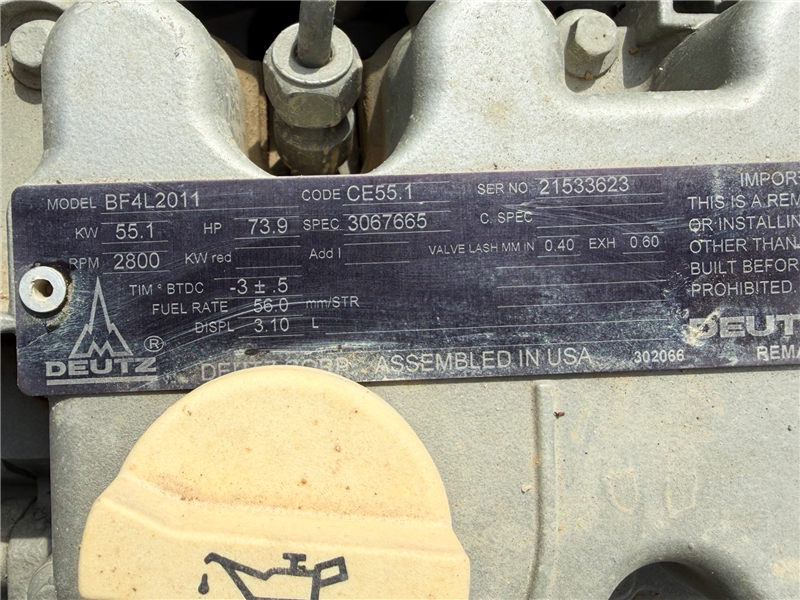 MODEL BF4L2011 CODE CE55.1 SER NO 21533623
KW 55.1 HP 73.9 SPEC 3067665 C. SPEC
RPM 2800 KW red Add I VALVE LASH MM IN 0.40 EXH 0.60
TIM ° BTDC -3 ± .5
FUEL RATE 56.0 mm/STR
DISPL 3.10 L
DEUTZ ®
CORP ASSEMBLED IN USA 302066
IMPOR
THIS IS A REM
OR INSTALLIN
OTHER THAN
BUILT BEFOR
PROHIBITED.
DEUTZ
REMA